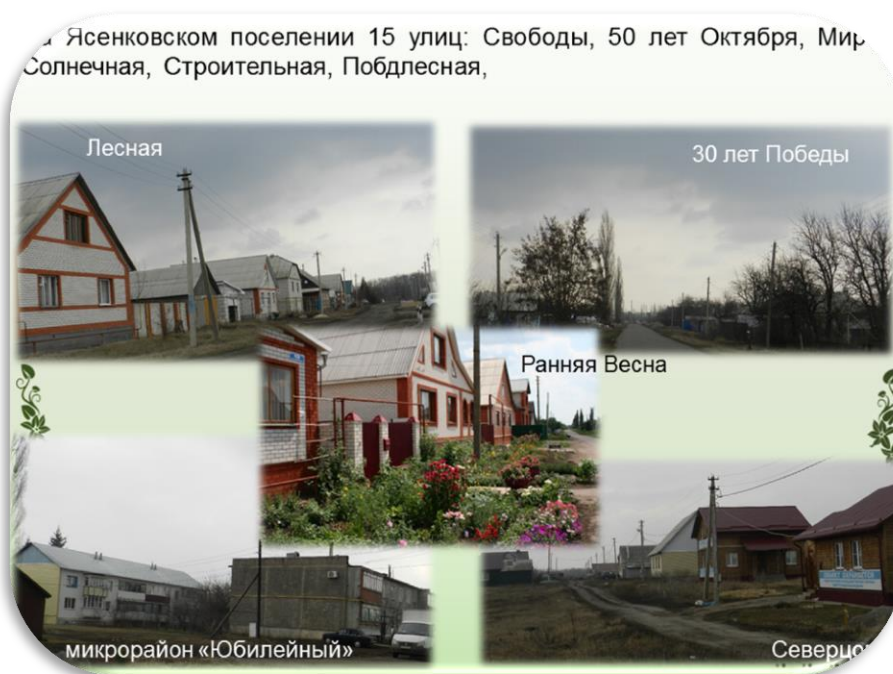 Ясенковском поселении 15 улиц: Свободы, 50 лет Октября,
Солнечная, Строительная, Побдлесная,
Лесная
30 лет Победы
Ранняя Весна
микрорайон «Юбилейный»